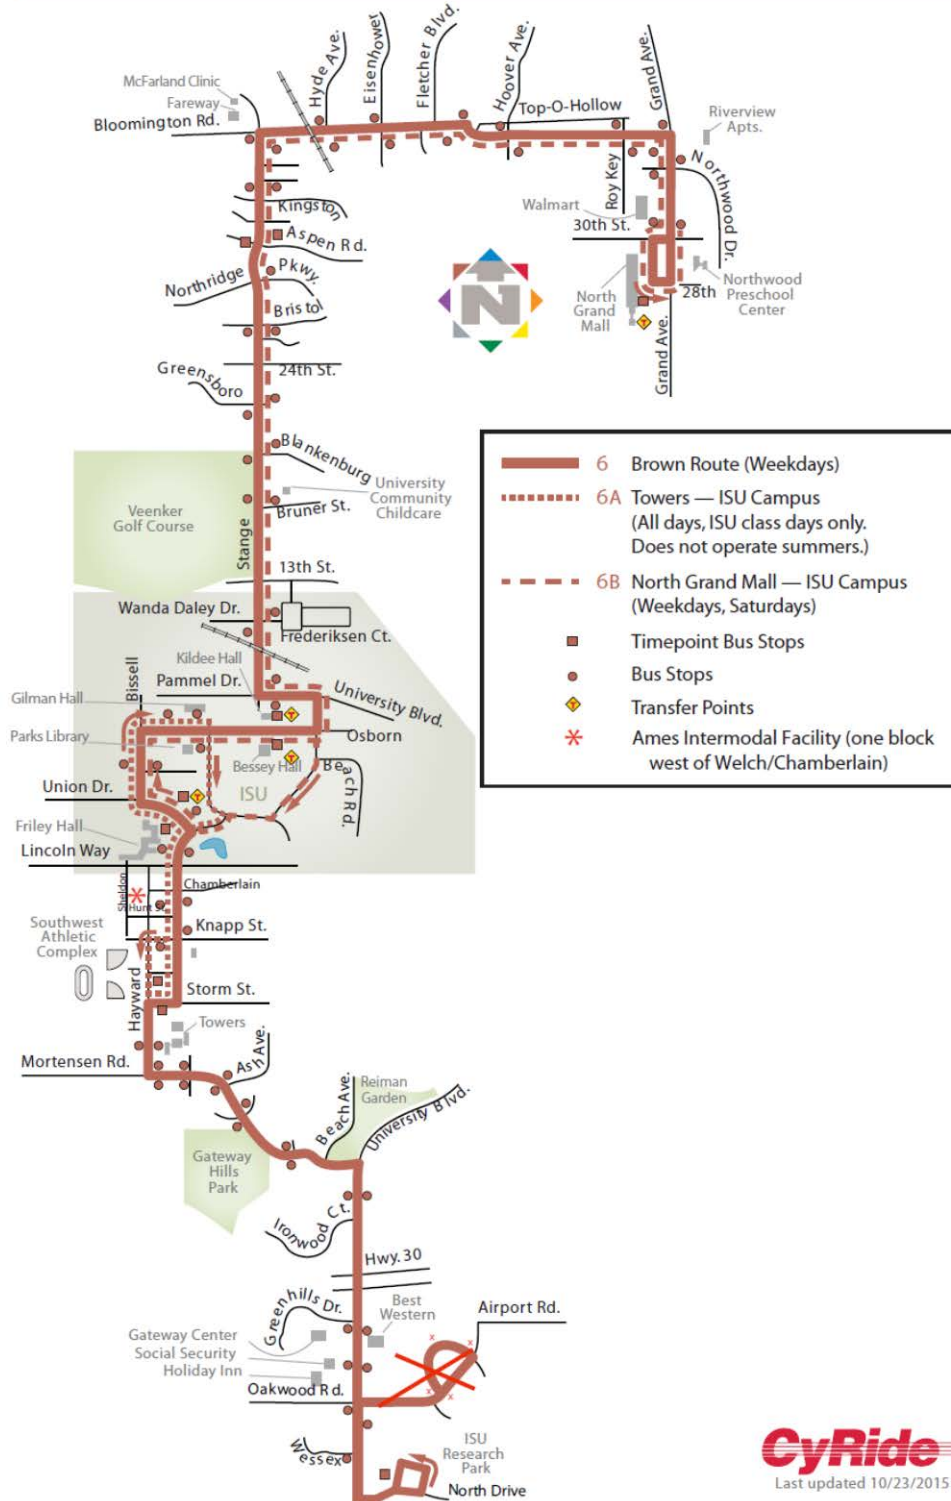 Hyde Ave.
Eisenhower
Fletcher Blvd.
Hoover Ave.
Grand Ave.
McFarland Clinic
Fareway
Bloomington Rd.
Top-O-Hollow
Riverview
Apts.
Northwood Dr.
Roy Key
Walmart
30th St.
Kingston
Aspen Rd.
Northridge
Pkwy.
N
North
Grand
Mall
28th
Northwood
Preschool
Center
Bristol
Grand Ave.
24th St.
Greensboro
Blankenburg
University
Community
Childcare
Bruner St.
Veenker
Golf Course
Stange
13th St.
6 Brown Route (Weekdays)
6A Towers — ISU Campus
(All days, ISU class days only.
Does not operate summers.)
6B North Grand Mall — ISU Campus
(Weekdays, Saturdays)
Timepoint Bus Stops
Bus Stops
T Transfer Points
Ames Intermodal Facility (one block
west of Welch/Chamberlain)
Wanda Daley Dr.
Frederiksen Ct.
Kildee Hall
Bissell
Pammel Dr.
University Blvd.
Gilman Hall
T
Osborn
Parks Library
Bessey Hall
T
Beach Rd.
ISU
Union Dr.
T
Friley Hall
Lincoln Way
Chamberlain
Sheldon
Hunt St.
Knapp St.
Southwest
Athletic
Complex
Hayward
Storm St.
Towers
Mortensen Rd.
Ash Ave.
Beach Ave.
Reiman
Garden
University Blvd.
Gateway
Hills
Park
Ironwood Ct.
Hwy. 30
Greenhills Dr.
Best
Western
Airport Rd.
Gateway Center
Social Security
Holiday Inn
Oakwood Rd.
x x
x x
Wessex
ISU
Research
Park
North Drive
CyRide
Last updated 10/23/2015